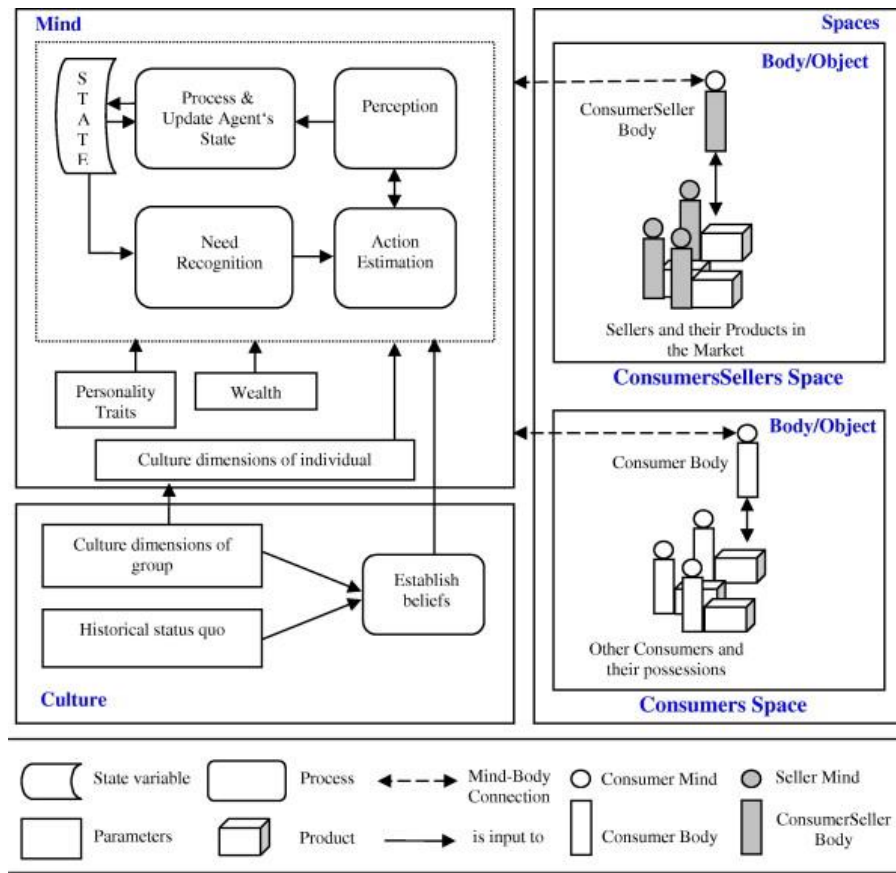 Mind
S
T
A
T
E
Process &
Update Agent's
State
Perception
Need
Recognition
Action
Estimation
Personality
Traits
Wealth
Culture dimensions of individual
Culture dimensions of
group
Historical status quo
Establish
beliefs
Culture
Spaces
Body/Object
ConsumerSeller
Body
Sellers and their Products in
the Market
ConsumersSellers Space
Body/Object
Consumer Body
Other Consumers and
their possessions
Consumers Space
State variable
Process
Mind-Body
Connection
Consumer Mind
Seller Mind
Parameters
Product
is input to
Consumer Body
ConsumerSeller
Body